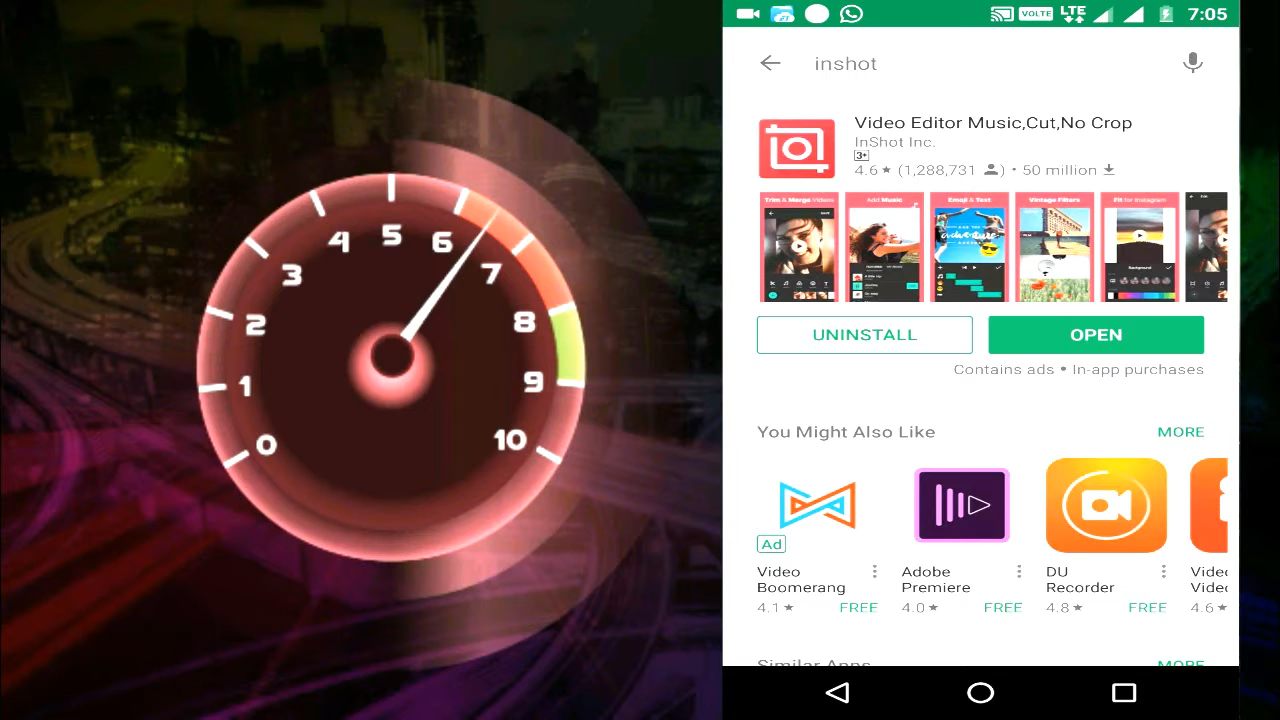 0
1
2
3
4
5
6
7
8
9
10
VOLTE LTE 7:05
inshot
Video Editor Music,Cut,No Crop
InShot Inc.
3+
4.6 ★ (1,288,731 ) • 50 million
Trim & Merge Videos
Add Music
Emoji & Text
Vintage Filters
Fit for Instagram
adventure
Background
UNINSTALL
OPEN
Contains ads • In-app purchases
You Might Also Like
MORE
Ad
Video
Boomerang
4.1 ★ FREE
Adobe
Premiere
4.0 ★ FREE
DU
Recorder
4.8 ★ FREE
4.6 ★
Similar Apps
MORE